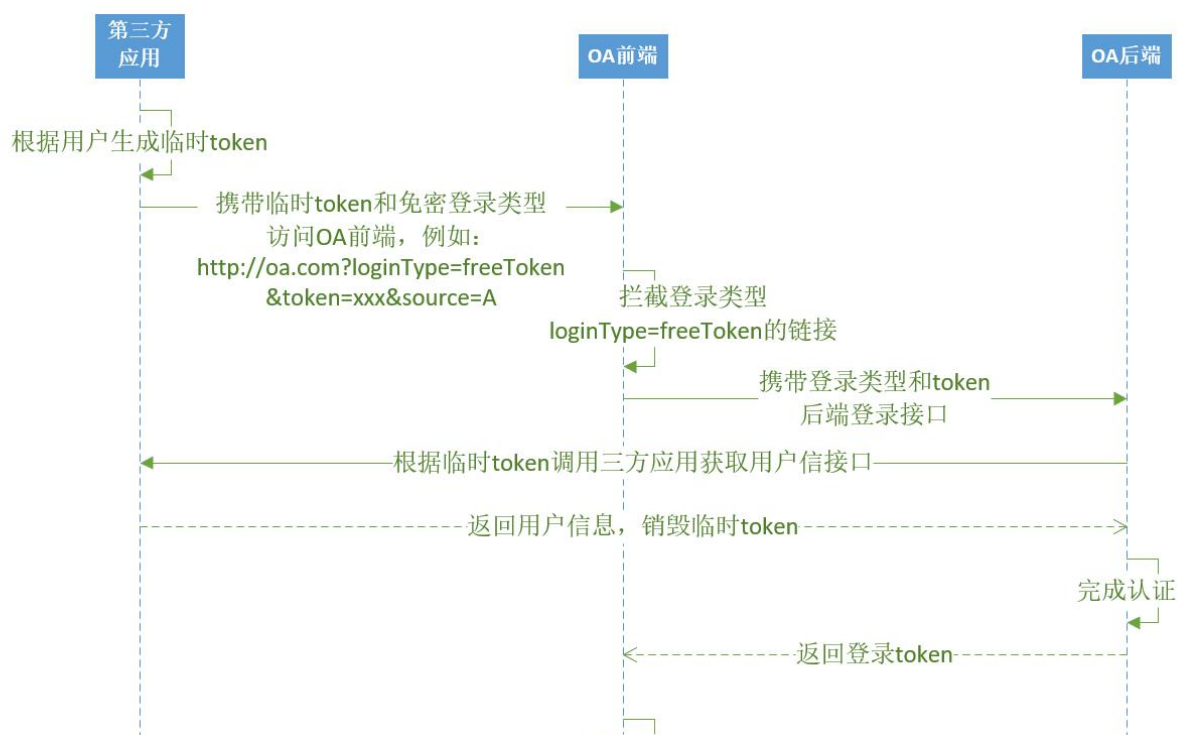 第三方
应用
OA前端
OA后端
根据用户生成临时token
携带临时token和免密登录类型
访问OA前端，例如：
http://oa.com?loginType=freeToken
&token=xxx&source=A
拦截登录类型
loginType=freeToken的链接
携带登录类型和token
后端登录接口
根据临时token调用三方应用获取用户信接口
返回用户信息，销毁临时token
完成认证
返回登录token